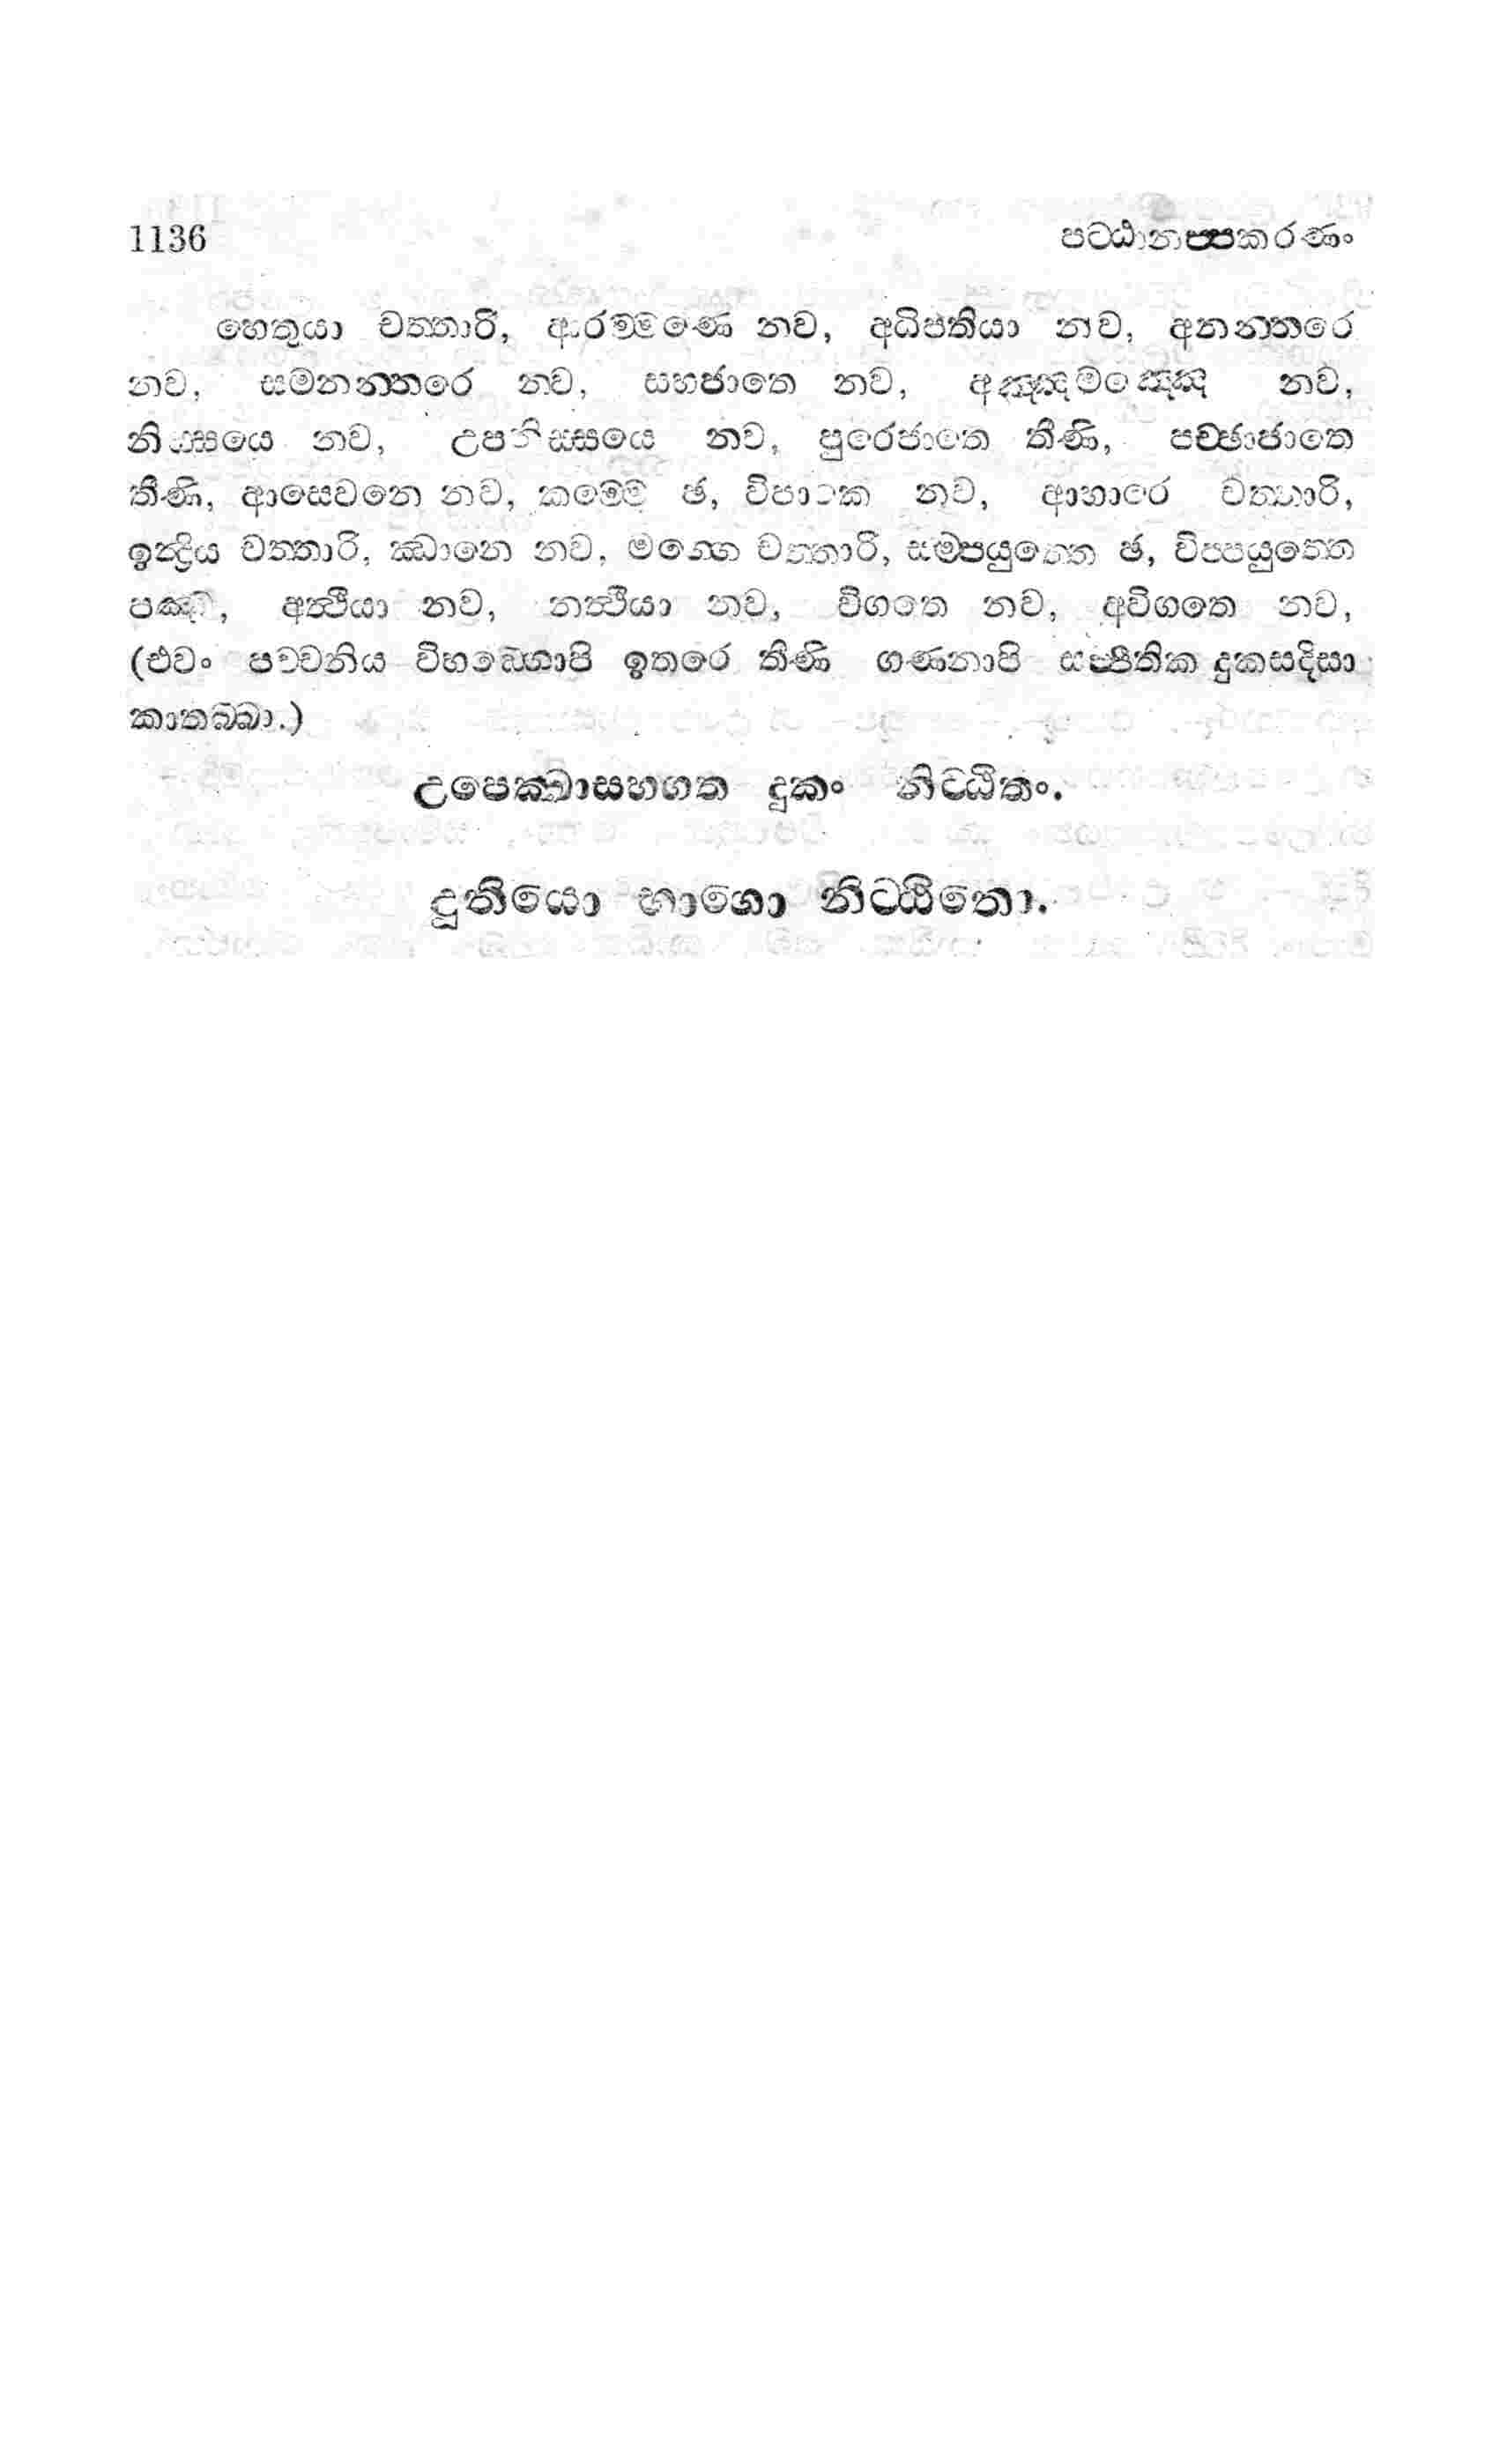 1136 පට්ඨානප්පකරණං
හෙතුයා චත්තාරි, ආරම්මණෙ නව, අධිපතියා නව, අනන්තරෙ
නව, සමනන්තරෙ නව, සහජාතෙ නව, අඤ්ඤමඤ්ඤෙ නව,
නිස්සයෙ නව, උපනිස්සයෙ නව, පුරෙජාතෙ තීණි, පච්ඡාජාතෙ
තීණි, ආසෙවනෙ නව, කම්මෙ ඡ, විපාකෙ නව, ආහාරෙ චත්තාරි,
ඉන්ද්‍රිය චත්තාරි, ඣානෙ නව, මග්ගෙ චත්තාරි, සම්පයුත්තෙ ඡ, විප්පයුත්තෙ
පඤ්ච, අත්ථියා නව, නත්ථියා නව, විගතෙ නව, අවිගතෙ නව,
(එවං පච්චනිය විභඞ්ගොපි ඉතරෙ තිණි ගණනාපි සප්පීතික දුකසදිසා
කාතබ්බා.)
උපෙක්ඛාසහගත දුකං නිට්ඨිතං.
දුතියො භාගො නිට්ඨිතො.